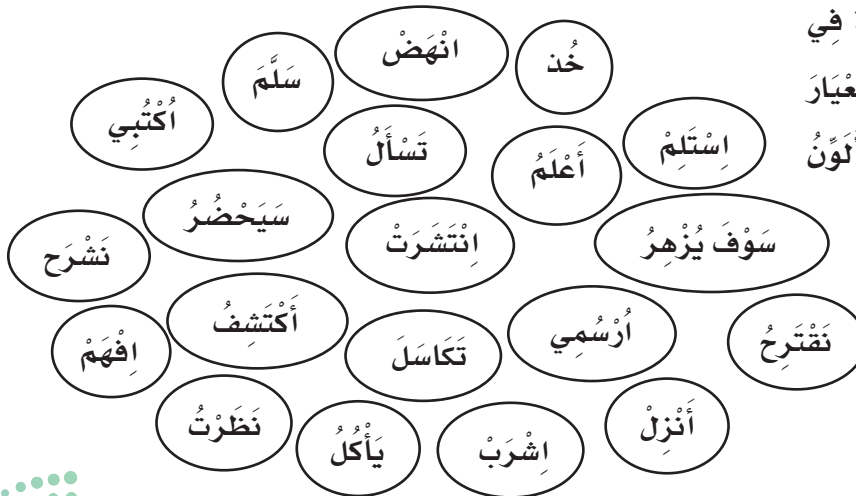 فِي
خُذ
انْهَضْ
سَلَّمَ
اُكْتُبِي
تَسْأَلُ
أَعْلَمُ
اِسْتَلِمْ
سَيَحْضُرُ
اِنْتَشَرَتْ
سَوْفَ يُزْهِرُ
نَشْرَح
أَكْتَشِفُ
اُرْسُمِي
نَقْتَرِحُ
اِفْهَمْ
تَكَاسَلَ
أَنْزِلْ
نَظَرْتُ
يَأْكُلُ
اِشْرَبْ